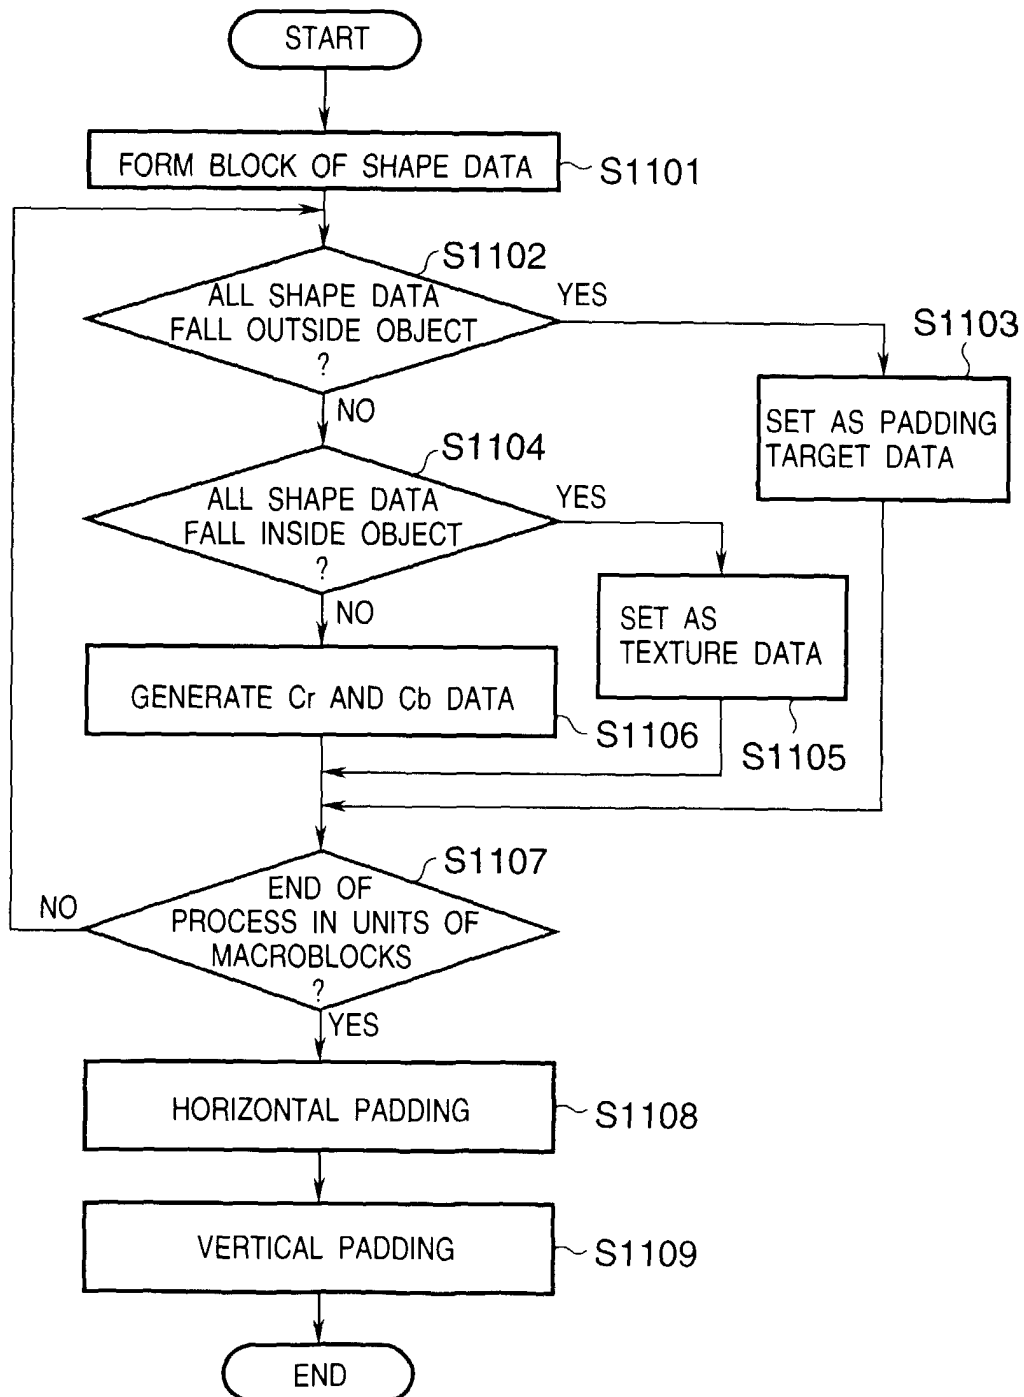 START
FORM BLOCK OF SHAPE DATA
S1101
S1102
ALL SHAPE DATA
FALL OUTSIDE OBJECT
?
YES
NO
S1103
SET AS PADDING
TARGET DATA
S1104
ALL SHAPE DATA
FALL INSIDE OBJECT
?
YES
NO
SET AS
TEXTURE DATA
S1105
GENERATE Cr AND Cb DATA
S1106
S1107
END OF
PROCESS IN UNITS OF
MACROBLOCKS
?
NO
YES
HORIZONTAL PADDING
S1108
VERTICAL PADDING
S1109
END